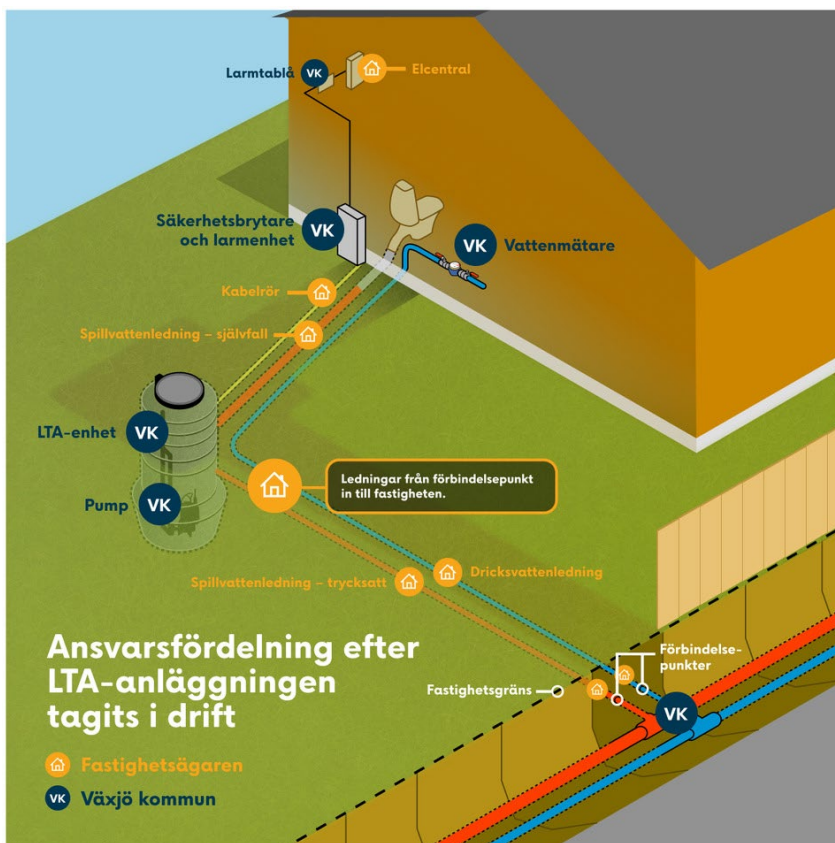 Larmtablå
VK
Elcentral
Säkerhetsbrytare
och larmenhet
VK
VK
Vattenmätare
Kabelrör
Spillvattenledning – självfall
LTA-enhet
VK
Pump
VK
Ledningar från förbindelsepunkt
in till fastigheten.
Dricksvattenledning
Spillvattenledning – trycksatt
Förbindelse-
punkter
Fastighetsgräns
VK
Ansvarsfördelning efter
LTA-anläggningen
tagits i drift
Fastighetsägaren
VK
Växjö kommun